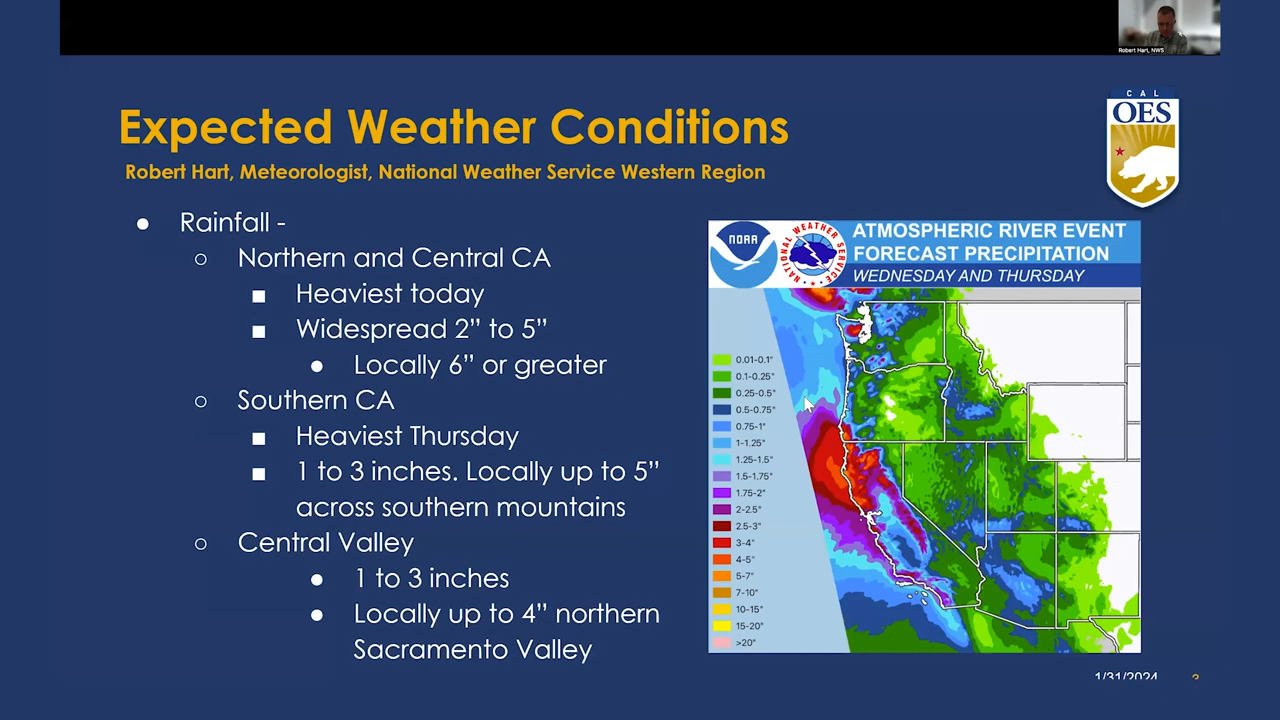 Robert Hart, NWS
CAL
OES
Expected Weather Conditions
Robert Hart, Meteorologist, National Weather Service Western Region
● Rainfall -
○ Northern and Central CA
■ Heaviest today
■ Widespread 2” to 5”
● Locally 6” or greater
○ Southern CA
■ Heaviest Thursday
■ 1 to 3 inches. Locally up to 5”
across southern mountains
○ Central Valley
● 1 to 3 inches
● Locally up to 4” northern
Sacramento Valley
NOAA
NATIONAL WEATHER SERVICE
ATMOSPHERIC RIVER EVENT
FORECAST PRECIPITATION
WEDNESDAY AND THURSDAY
0.01-0.1"
0.1-0.25"
0.25-0.5"
0.5-0.75"
0.75-1"
1-1.25"
1.25-1.5"
1.5-1.75"
1.75-2"
2-2.5"
2.5-3"
3-4"
4-5"
5-7"
7-10"
10-15"
15-20"
>20"
1/31/2024
3